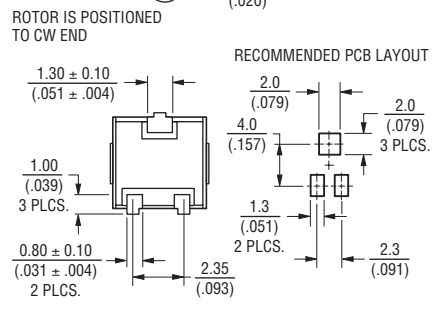 (.020)
ROTOR IS POSITIONED
TO CW END
RECOMMENDED PCB LAYOUT
1.30 ± 0.10
(.051 ± .004)
2.0
(.079)
2.0
(.079)
3 PLCS.
4.0
(.157)
1.00
(.039)
3 PLCS.
1.3
(.051)
2 PLCS.
0.80 ± 0.10
(.031 ± .004)
2 PLCS.
2.35
(.093)
2.3
(.091)